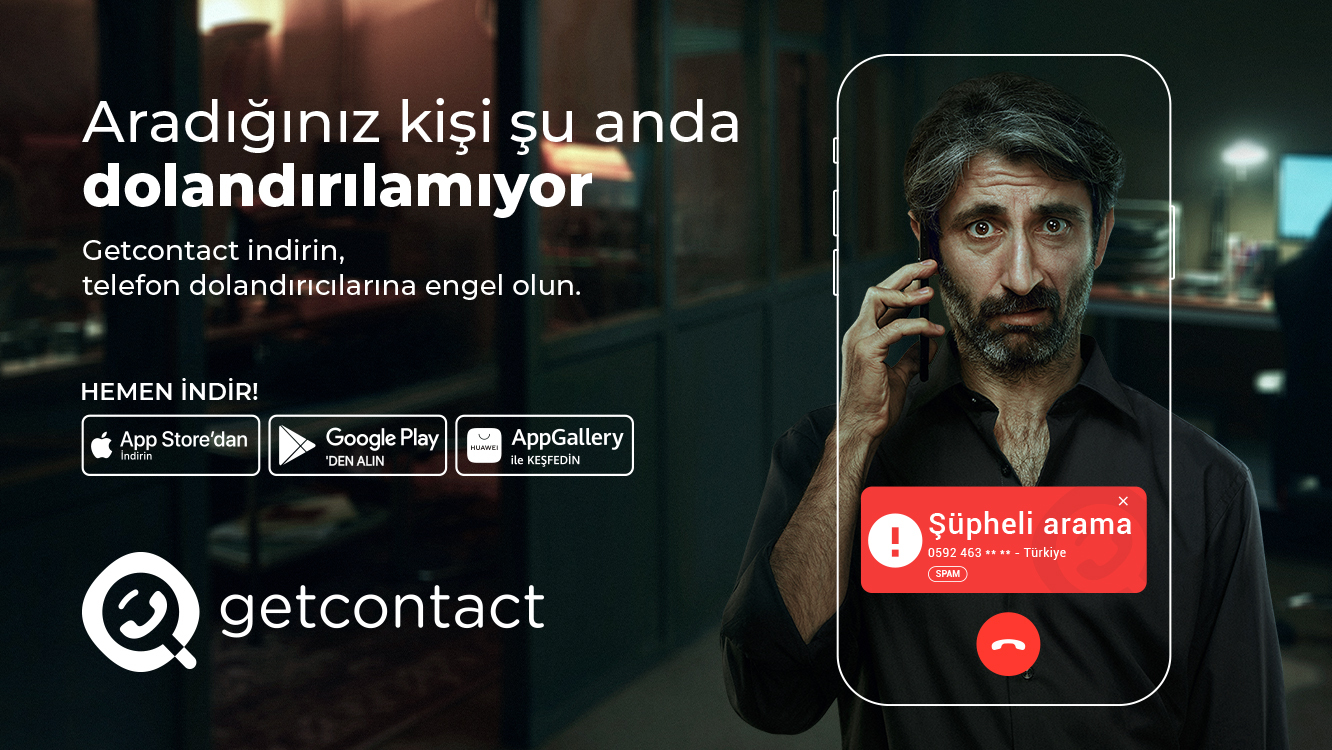 Aradığınız kişi şu anda
dolandırılamıyor
Getcontact indirin,
telefon dolandırıcılarına engel olun.
HEMEN İNDİR!
App Store’dan
İndirin
Google Play
'DEN ALIN
HUAWEI
AppGallery
ile KEŞFEDİN
getcontact
Şüpheli arama
0592 463 ** ** - Türkiye
SPAM